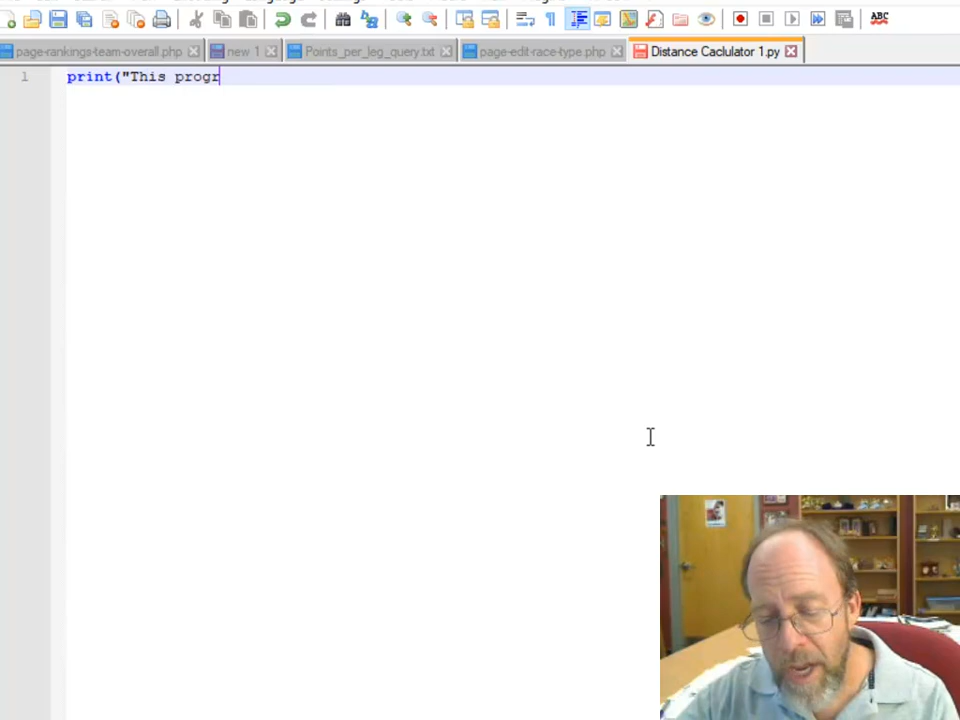 ABC
page-rankings-team-overall.php new 1 Points_per_leg_query.txt page-edit-race-type.php Distance Caclulator 1.py
1 print("This progr